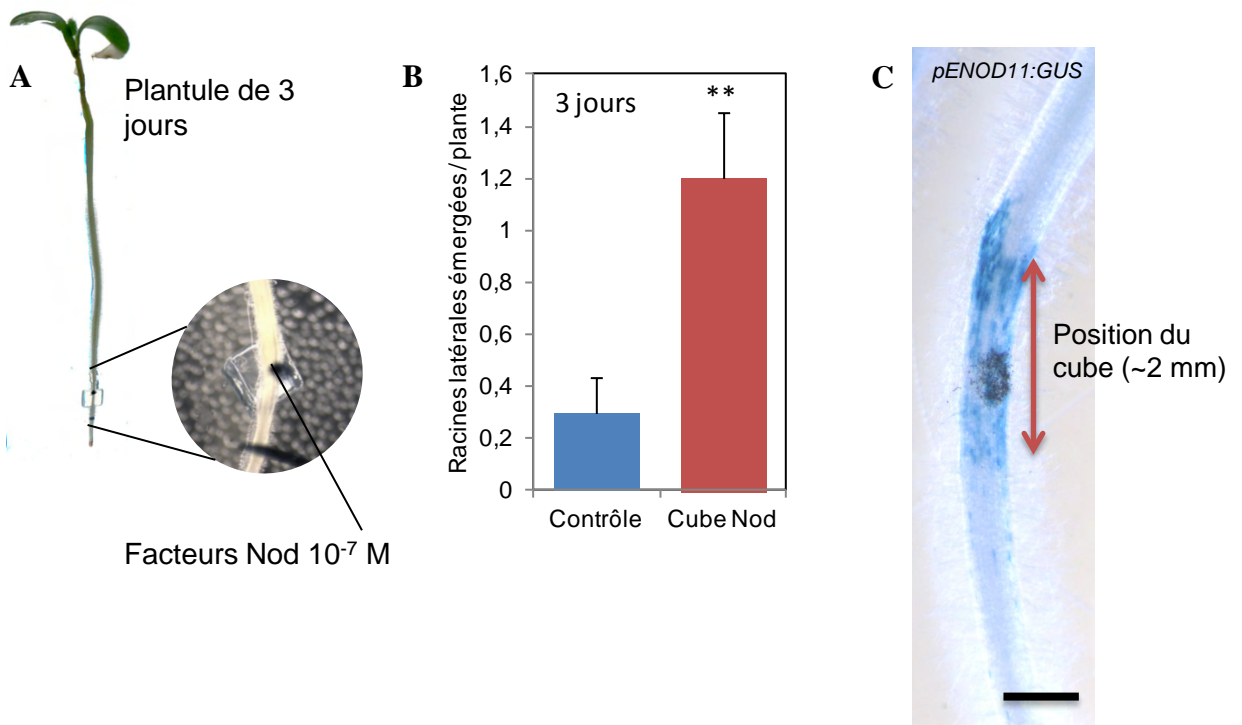 A
Plantule de 3
jours
Facteurs Nod 10⁻⁷ M
B
Racines latérales émergées / plante
1,6
1,4
1,2
1
0,8
0,6
0,4
0,2
0
3 jours
**
Contrôle
Cube Nod
C
pENOD11:GUS
Position du
cube (~2 mm)